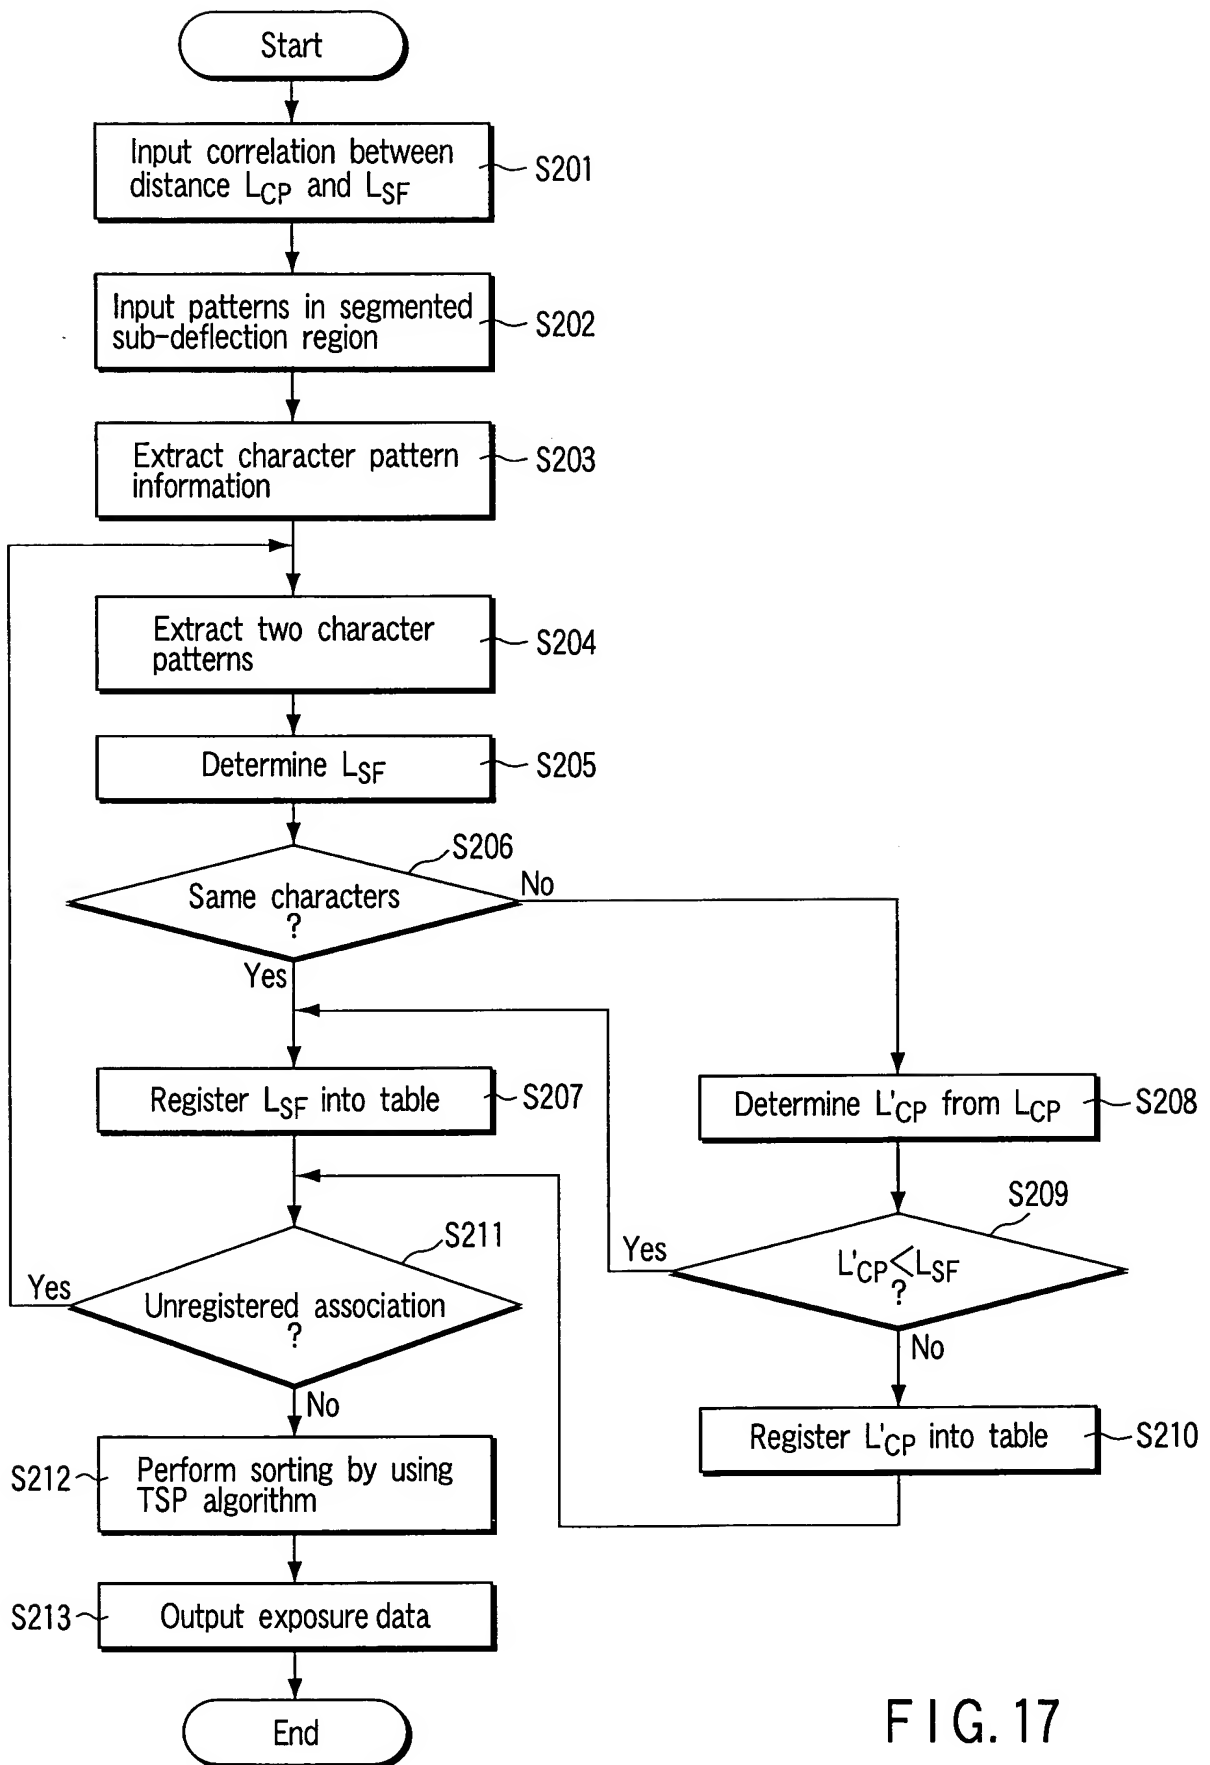 Start
Input correlation between
distance LCP and LSF
S201
Input patterns in segmented
sub-deflection region
S202
Extract character pattern
information
S203
Extract two character
patterns
S204
Determine LSF
S205
S206
Same characters
?
No
Yes
Register LSF into table
S207
Determine L'CP from LCP
S208
S209
L'CP<LSF
?
Yes
No
Register L'CP into table
S210
S211
Unregistered association
?
Yes
No
S212
Perform sorting by using
TSP algorithm
S213
Output exposure data
End
FIG. 17